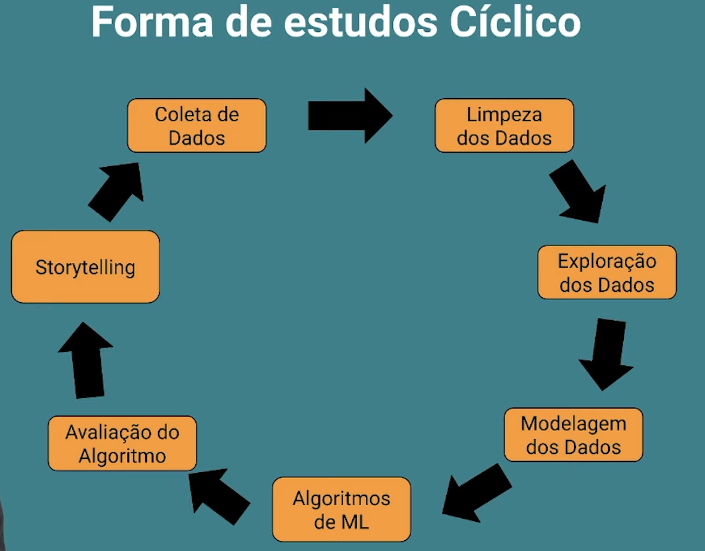 Forma de estudos Cíclico
Coleta de
Dados
Limpeza
dos Dados
Exploração
dos Dados
Modelagem
dos Dados
Algoritmos
de ML
Avaliação do
Algoritmo
Storytelling